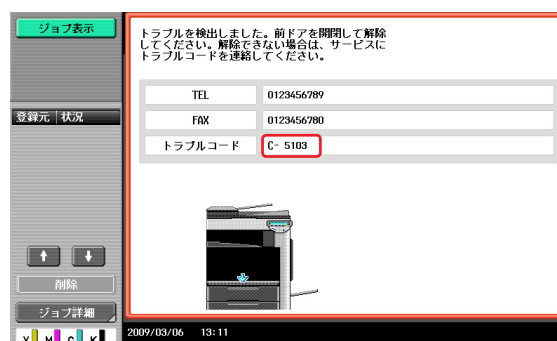 ジョブ表示
トラブルを検出しました。前ドアを開閉して解除
してください。解除できない場合は、サービスに
トラブルコードを連絡してください。
TEL 0123456789
FAX 0123456780
トラブルコード C- 5103
登録元 状況
削除
ジョブ詳細
Y M C K
2009/03/06 13:11